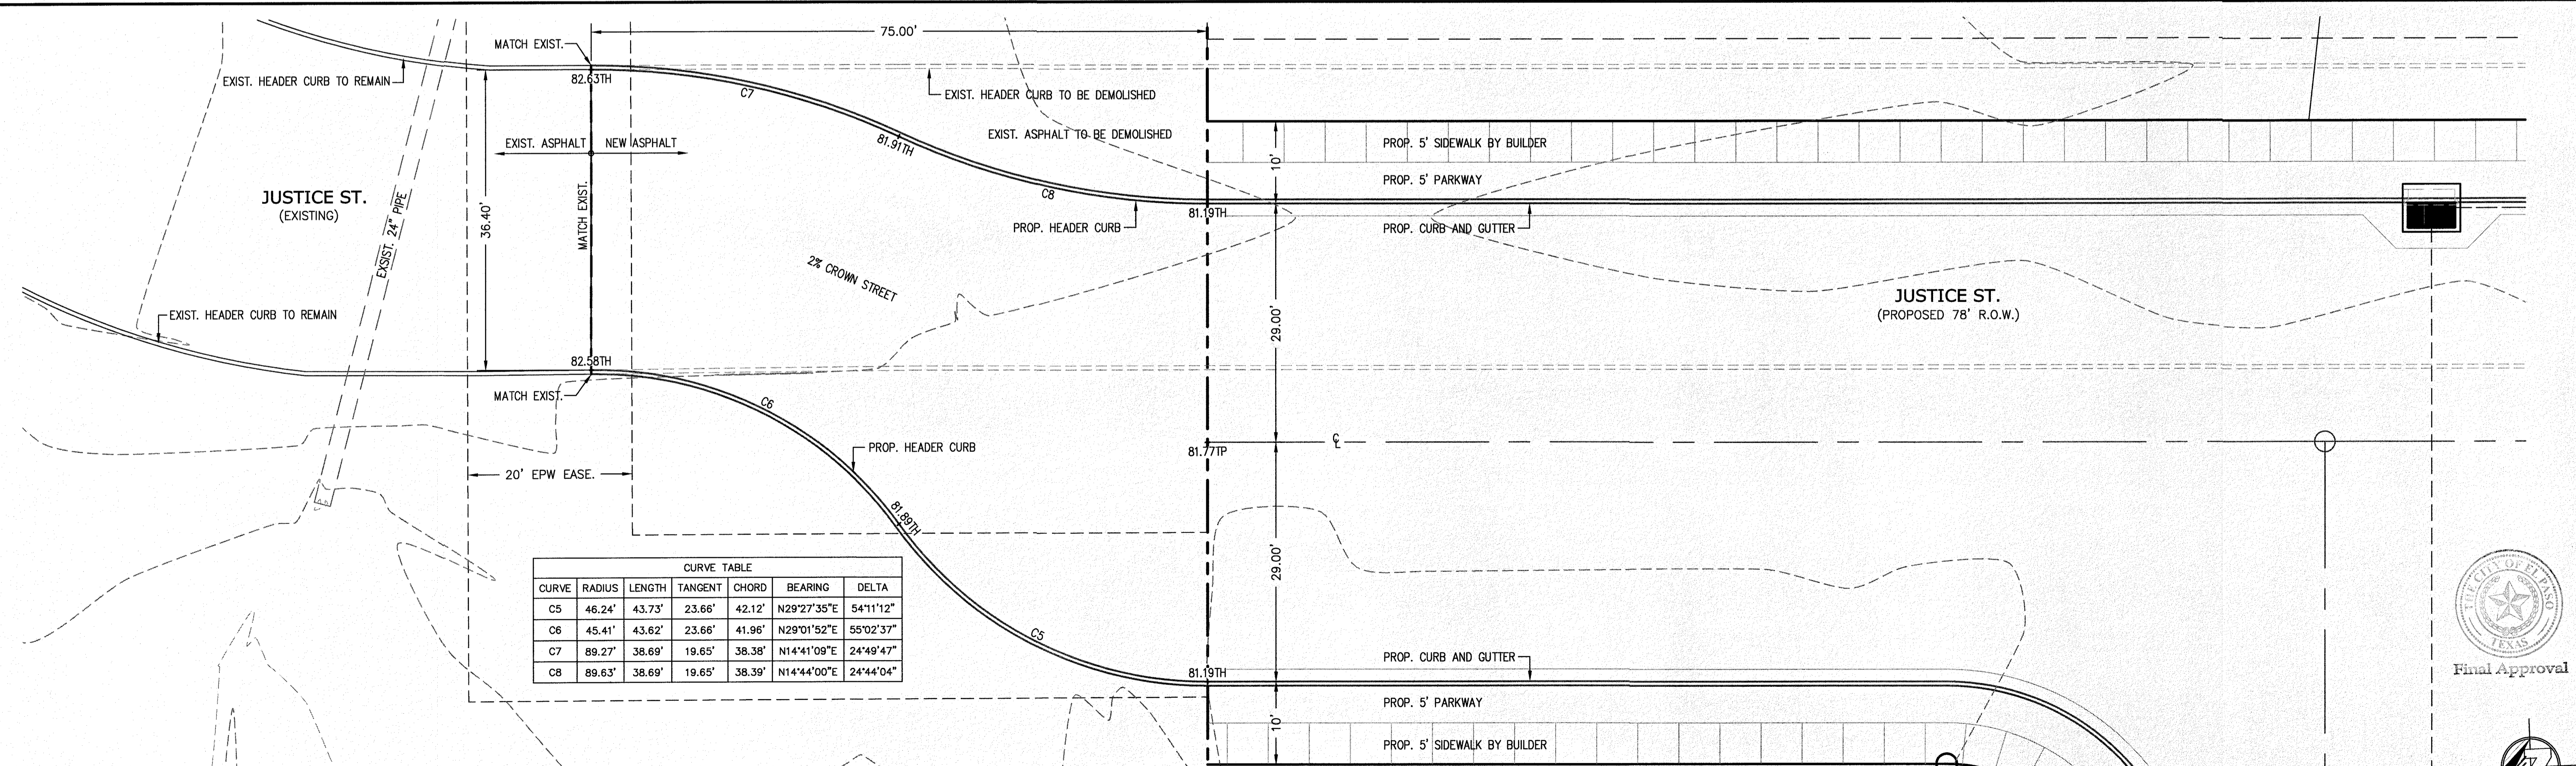 75.00'
MATCH EXIST.
EXIST. HEADER CURB TO REMAIN
82.63TH
C7
EXIST. HEADER CURB TO BE DEMOLISHED
EXIST. ASPHALT TO BE DEMOLISHED
81.91TH
EXIST. ASPHALT
NEW ASPHALT
10'
PROP. 5' SIDEWALK BY BUILDER
PROP. 5' PARKWAY
JUSTICE ST.
(EXISTING)
EXSIST. 24" PIPE
36.40'
MATCH EXIST.
C8
81.19TH
PROP. HEADER CURB
PROP. CURB AND GUTTER
2% CROWN STREET
29.00'
JUSTICE ST.
(PROPOSED 78' R.O.W.)
EXIST. HEADER CURB TO REMAIN
82.58TH
MATCH EXIST.
C6
PROP. HEADER CURB
81.77TP
℄
20' EPW EASE.
81.89TH
29.00'
CURVE TABLE
CURVE RADIUS LENGTH TANGENT CHORD BEARING DELTA
C5 46.24' 43.73' 23.66' 42.12' N29°27'35"E 54°11'12"
C6 45.41' 43.62' 23.66' 41.96' N29°01'52"E 55°02'37"
C7 89.27' 38.69' 19.65' 38.38' N14°41'09"E 24°49'47"
C8 89.63' 38.69' 19.65' 38.39' N14°44'00"E 24°44'04"
C5
81.19TH
PROP. CURB AND GUTTER
PROP. 5' PARKWAY
10'
PROP. 5' SIDEWALK BY BUILDER
THE CITY OF EL PASO
TEXAS
Final Approval